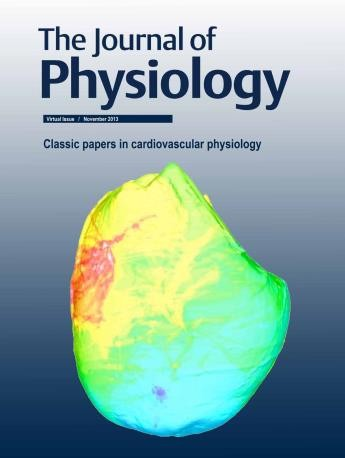 The Journal of
Physiology
Virtual Issue / November 2013
Classic papers in cardiovascular physiology